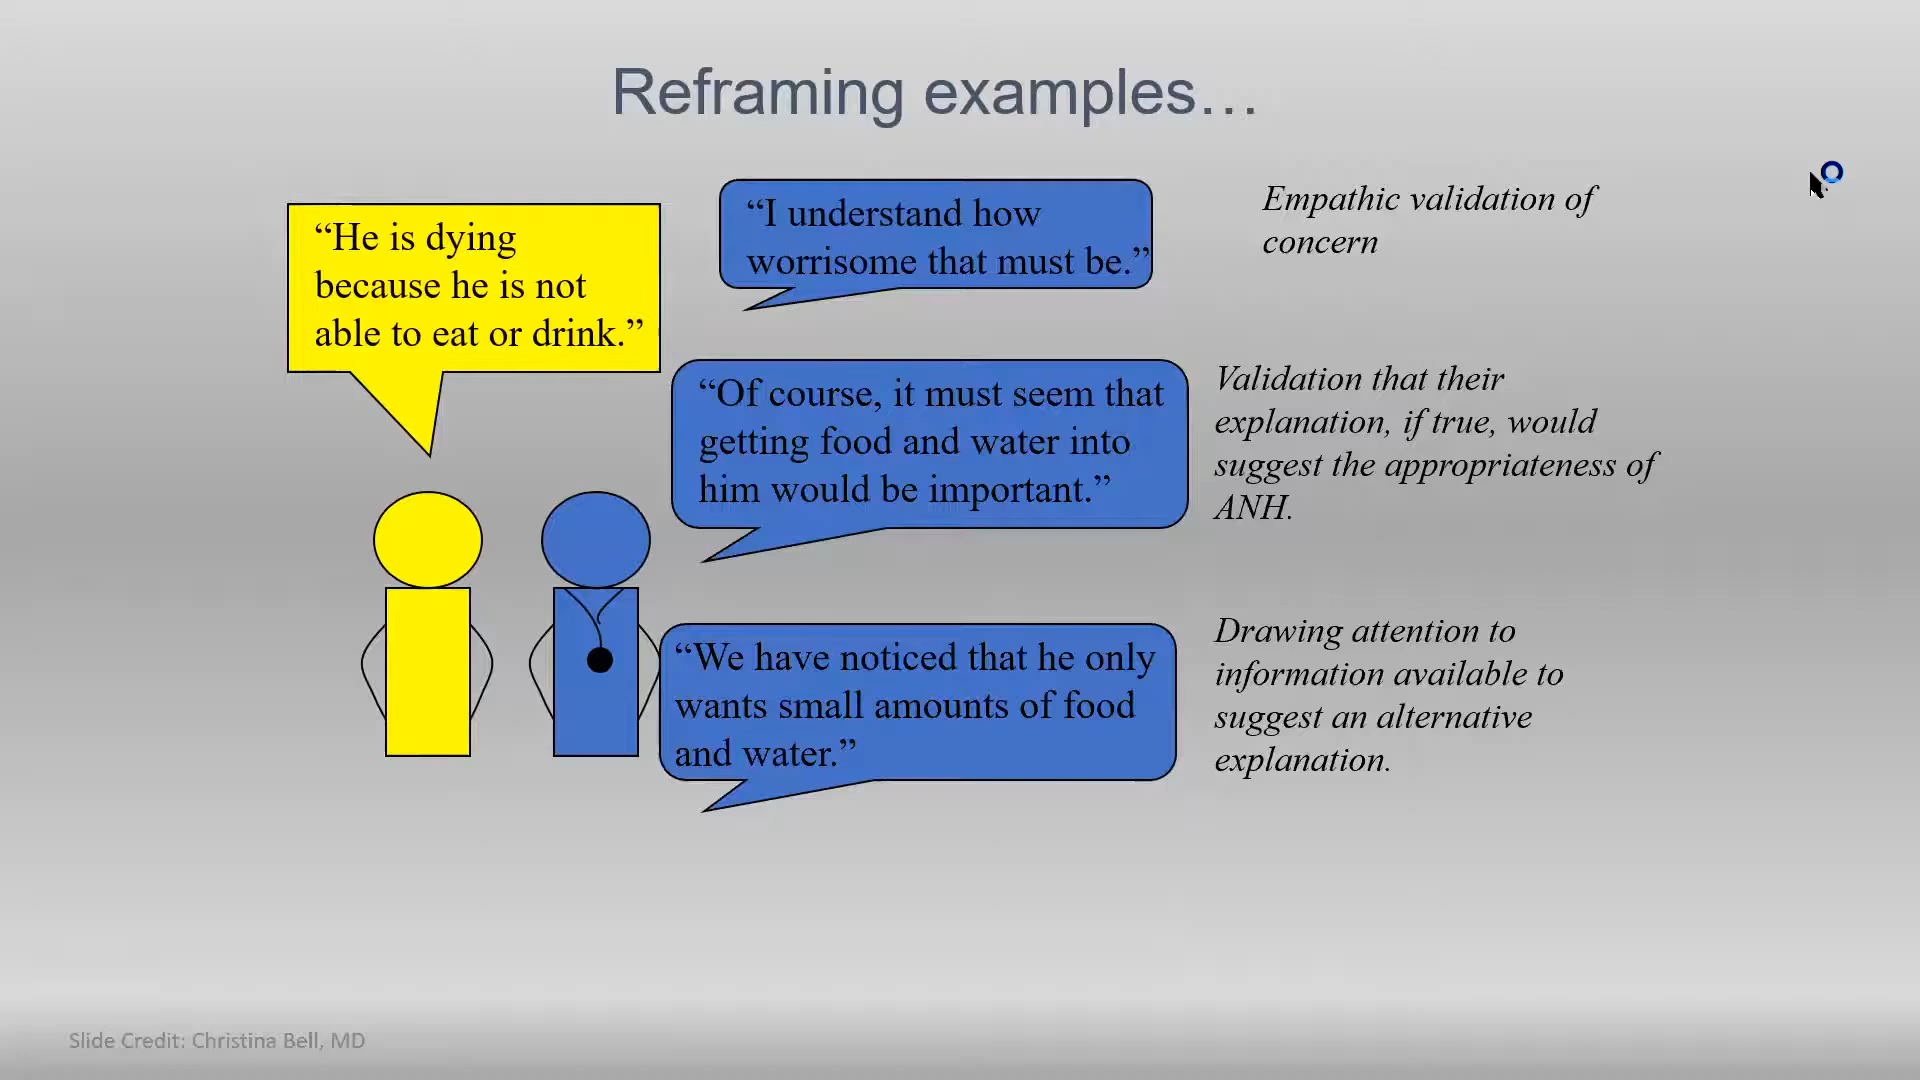 Reframing examples…
“He is dying
because he is not
able to eat or drink.”
“I understand how
worrisome that must be.”
Empathic validation of
concern
“Of course, it must seem that
getting food and water into
him would be important.”
Validation that their
explanation, if true, would
suggest the appropriateness of
ANH.
“We have noticed that he only
wants small amounts of food
and water.”
Drawing attention to
information available to
suggest an alternative
explanation.
Slide Credit: Christina Bell, MD